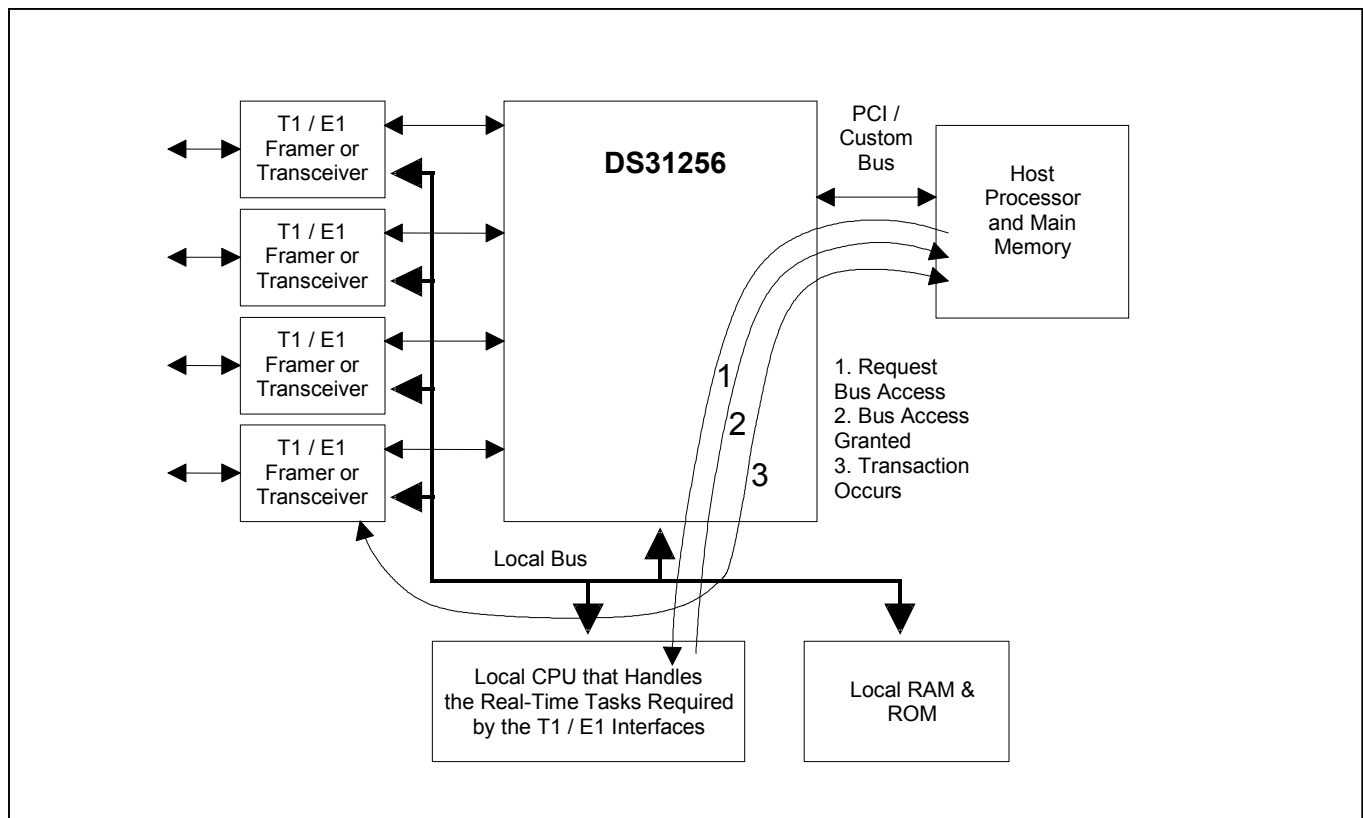 T1 / E1
Framer or
Transceiver
T1 / E1
Framer or
Transceiver
T1 / E1
Framer or
Transceiver
T1 / E1
Framer or
Transceiver
DS31256
PCI /
Custom
Bus
Host
Processor
and Main
Memory
1
2
3
1. Request
Bus Access
2. Bus Access
Granted
3. Transaction
Occurs
Local Bus
Local CPU that Handles
the Real-Time Tasks Required
by the T1 / E1 Interfaces
Local RAM &
ROM